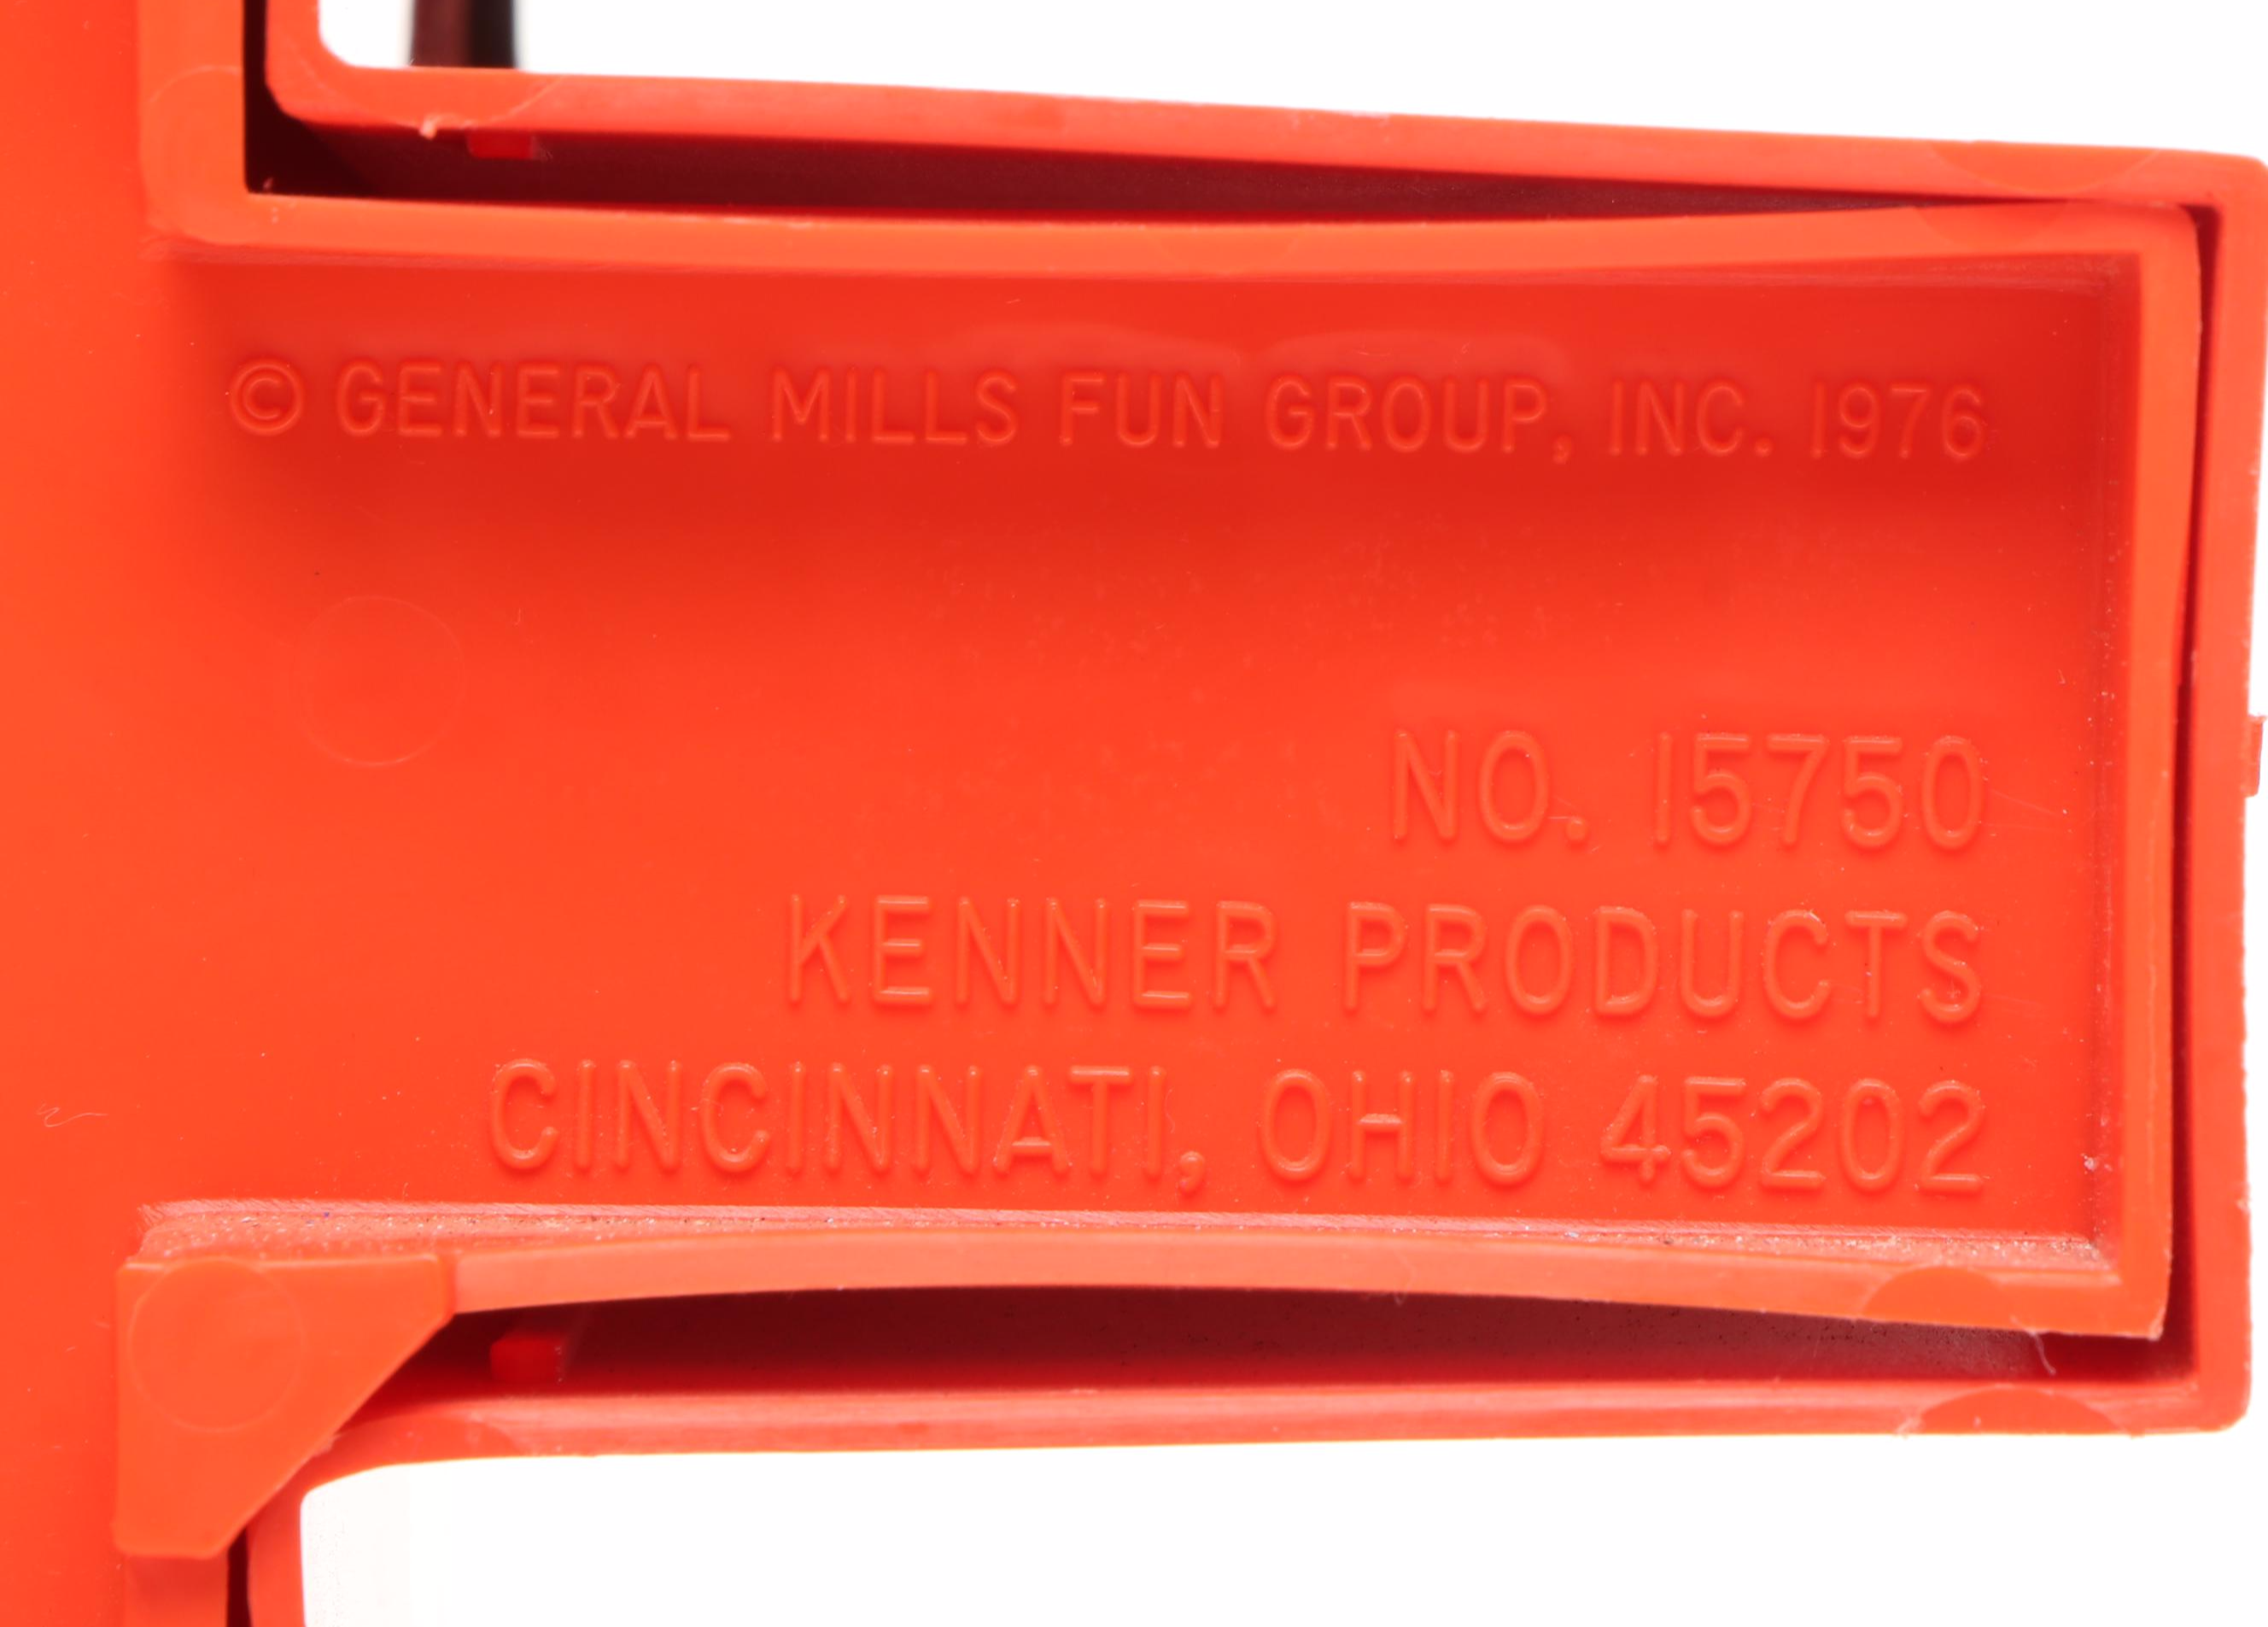 © GENERAL MILLS FUN GROUP, INC. 1976
NO. 15750
KENNER PRODUCTS
CINCINNATI, OHIO 45202